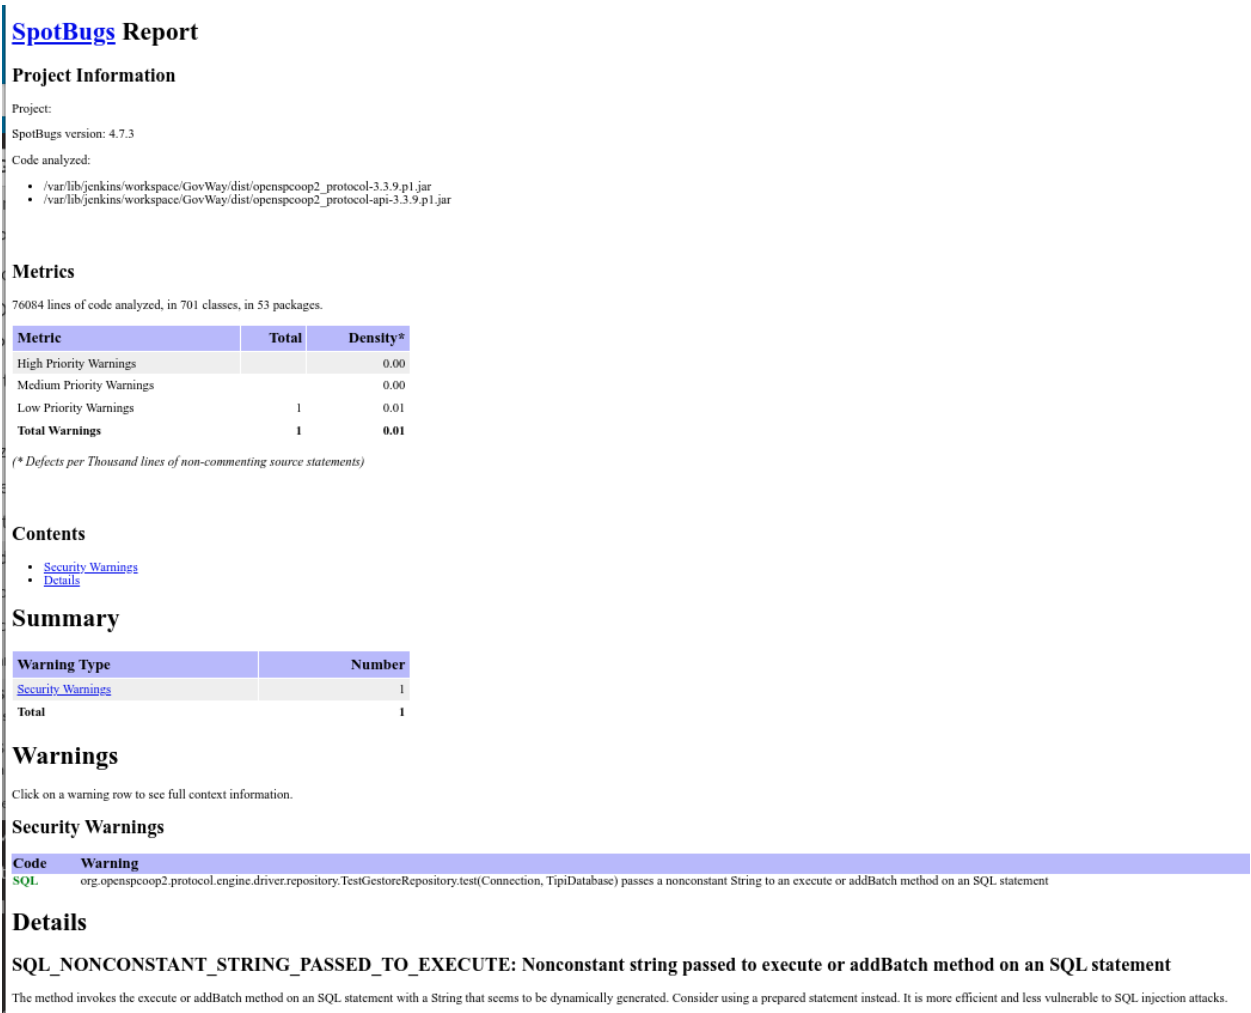 SpotBugs Report
Project Information
Project:
SpotBugs version: 4.7.3
Code analyzed:
• /var/lib/jenkins/workspace/GovWay/dist/openspcoop2_protocol-3.3.9.p1.jar
• /var/lib/jenkins/workspace/GovWay/dist/openspcoop2_protocol-api-3.3.9.p1.jar
Metrics
76084 lines of code analyzed, in 701 classes, in 53 packages.
Metric Total Density*
High Priority Warnings 0.00
Medium Priority Warnings 0.00
Low Priority Warnings 1 0.01
Total Warnings 1 0.01
(* Defects per Thousand lines of non-commenting source statements)
Contents
• Security Warnings
• Details
Summary
Warning Type Number
Security Warnings 1
Total 1
Warnings
Click on a warning row to see full context information.
Security Warnings
Code Warning
SQL org.openspcoop2.protocol.engine.driver.repository.TestGestoreRepository.test(Connection, TipiDatabase) passes a nonconstant String to an execute or addBatch method on an SQL statement
Details
SQL_NONCONSTANT_STRING_PASSED_TO_EXECUTE: Nonconstant string passed to execute or addBatch method on an SQL statement
The method invokes the execute or addBatch method on an SQL statement with a String that seems to be dynamically generated. Consider using a prepared statement instead. It is more efficient and less vulnerable to SQL injection attacks.